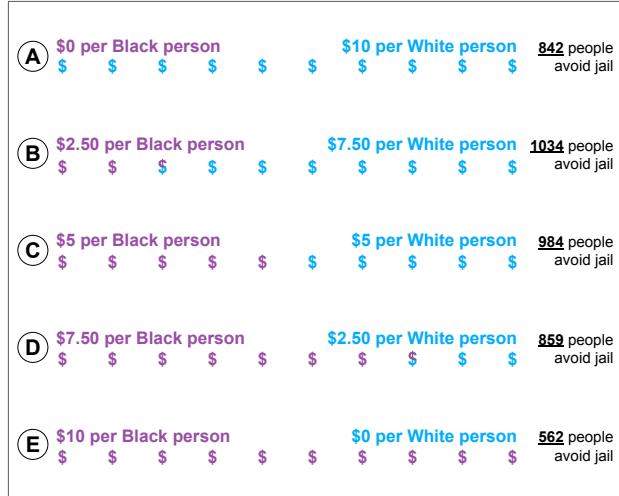 A $0 per Black person $10 per White person 842 people
$ $ $ $ $ $ $ $ $ $ avoid jail
B $2.50 per Black person $7.50 per White person 1034 people
$ $ $ $ $ $ $ $ $ $ avoid jail
C $5 per Black person $5 per White person 984 people
$ $ $ $ $ $ $ $ $ $ avoid jail
D $7.50 per Black person $2.50 per White person 859 people
$ $ $ $ $ $ $ $ $ $ avoid jail
E $10 per Black person $0 per White person 562 people
$ $ $ $ $ $ $ $ $ $ avoid jail